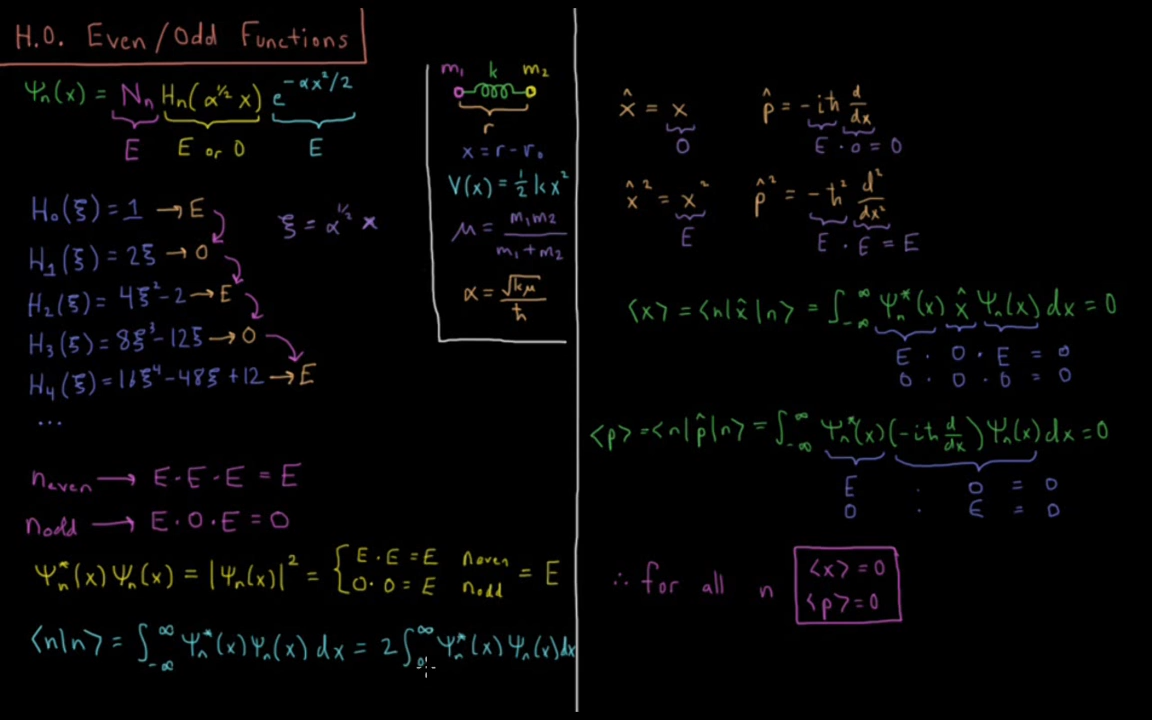 H.O. Even/Odd Functions
Ψₙ(x) = Nₙ Hₙ(α^½ x) e^(-αx²/2)
E E or O E
H₀(ξ) = 1 → E
ξ = α^½ x
H₁(ξ) = 2ξ → O
H₂(ξ) = 4ξ² - 2 → E
H₃(ξ) = 8ξ³ - 12ξ → O
H₄(ξ) = 16ξ⁴ - 48ξ + 12 → E
...
n_even → E · E · E = E
n_odd → E · O · E = O
Ψₙ*(x) Ψₙ(x) = |Ψₙ(x)|² = { E · E = E n_even
O · O = E n_odd = E
⟨n|n⟩ = ∫_-∞^∞ Ψₙ*(x) Ψₙ(x) dx = 2 ∫_0^∞ Ψₙ*(x) Ψₙ(x) dx
m₁ k m₂
r
x = r - r₀
V(x) = ½ k x²
μ = m₁m₂ / (m₁ + m₂)
α = √(kμ) / ħ
x̂ = x p̂ = -iħ d/dx
O E · O = O
x̂² = x² p̂² = -ħ² d²/dx²
E E · E = E
⟨x⟩ = ⟨n|x̂|n⟩ = ∫_-∞^∞ Ψₙ*(x) x̂ Ψₙ(x) dx = 0
E · O · E = O
O · O · O = O
⟨p⟩ = ⟨n|p̂|n⟩ = ∫_-∞^∞ Ψₙ*(x) (-iħ d/dx) Ψₙ(x) dx = 0
E · O = O
O · E = O
∴ for all n
⟨x⟩ = 0
⟨p⟩ = 0